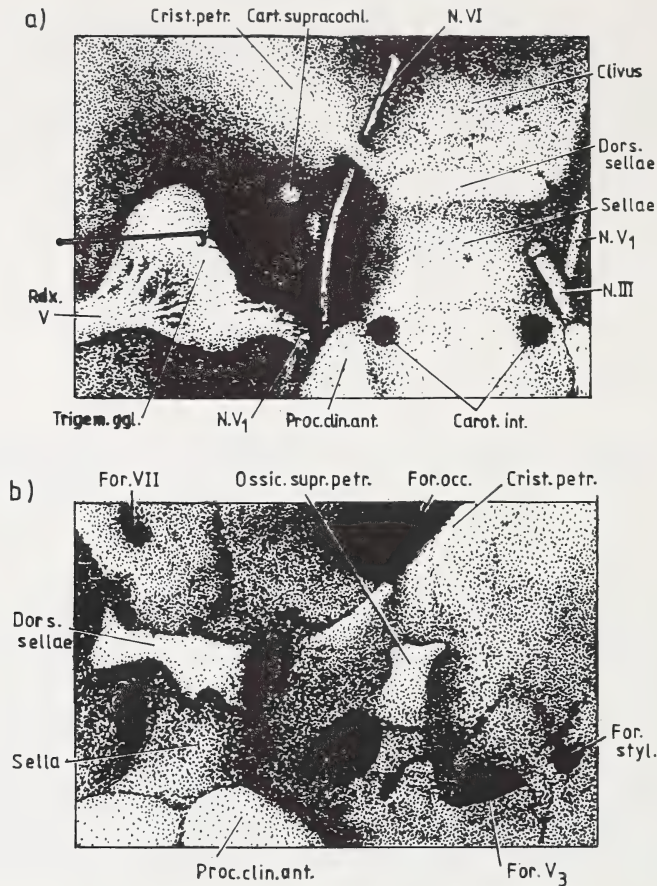 a)
Crist.petr. Cart.supracochl. N.VI
Clivus
Dors.
sellae
Sellae
N.V1
N.III
Rdx.
V
Trigem.ggl. N.V1 Proc.clin.ant. Carot.int.
b)
For.VII Ossic.supr.petr. For.occ. Crist.petr.
Dors.
sellae
Sella
For.
styl.
Proc.clin.ant. For.V3